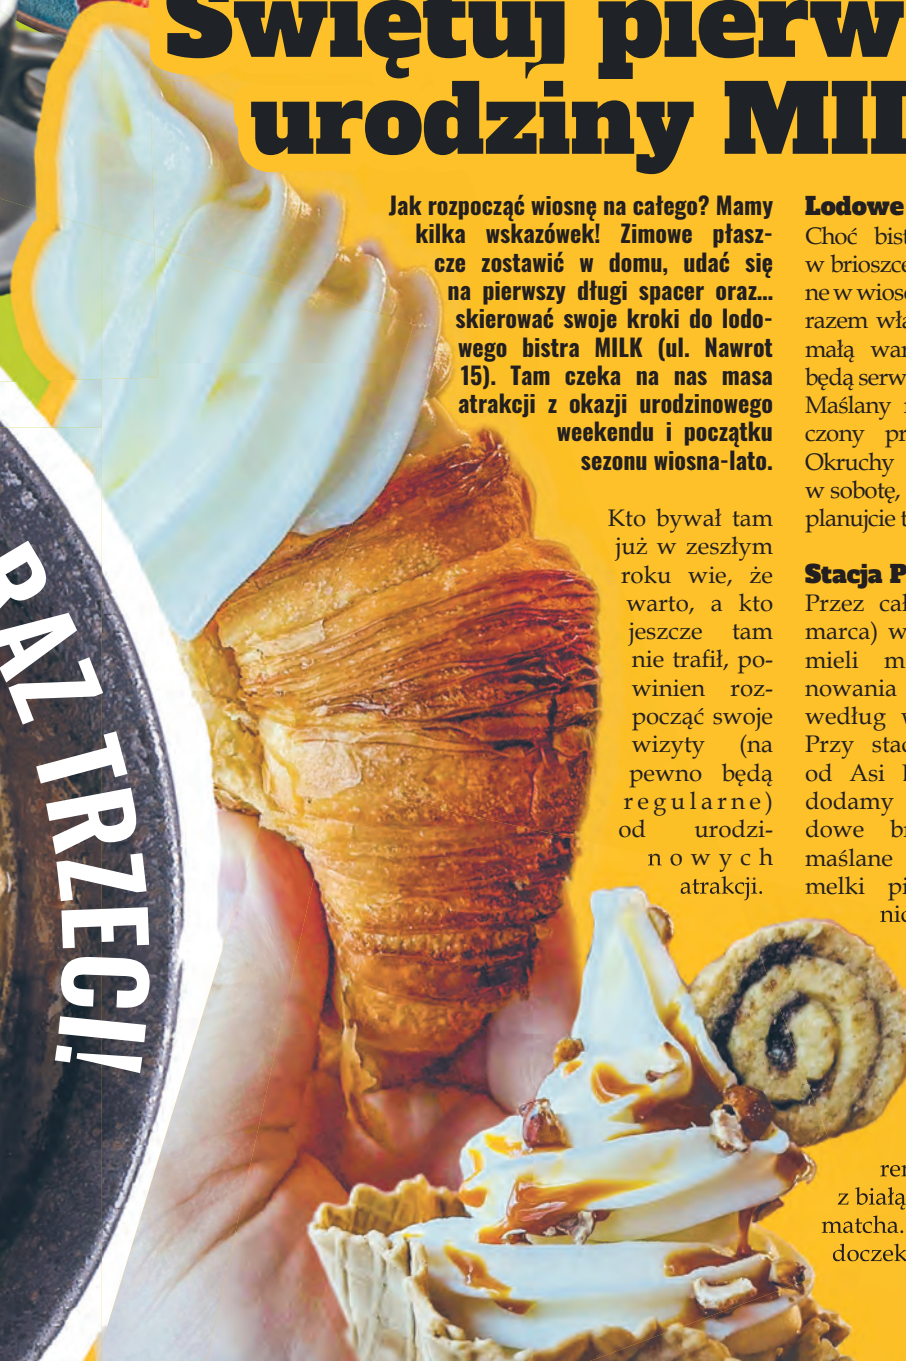 Świętuj pierw
urodziny MIL
Jak rozpocząć wiosnę na całego? Mamy
kilka wskazówek! Zimowe płasz-
cze zostawić w domu, udać się
na pierwszy długi spacer oraz...
skierować swoje kroki do lodo-
wego bistra MILK (ul. Nawrot
15). Tam czeka na nas masa
atrakcji z okazji urodzinowego
weekendu i początku
sezonu wiosna-lato.
Kto bywał tam
już w zeszłym
roku wie, że
warto, a kto
jeszcze tam
nie trafił, po-
winien roz-
począć swoje
wizyty (na
pewno będą
regularne)
od urodzi-
nowych
atrakcji.
Lodowe
Choć bist
w brioszce
ne w wiose
razem wła
małą war
będą serw
Maślany
czony pr
Okruchy
w sobotę,
planujcie t
Stacja P
Przez cał
marca) w
mieli m
nowania
według w
Przy stac
od Asi
dodamy
dowe br
maślane
melki pi
nic
rem
z białą
matcha.
doczek
RAZ TRZECI!